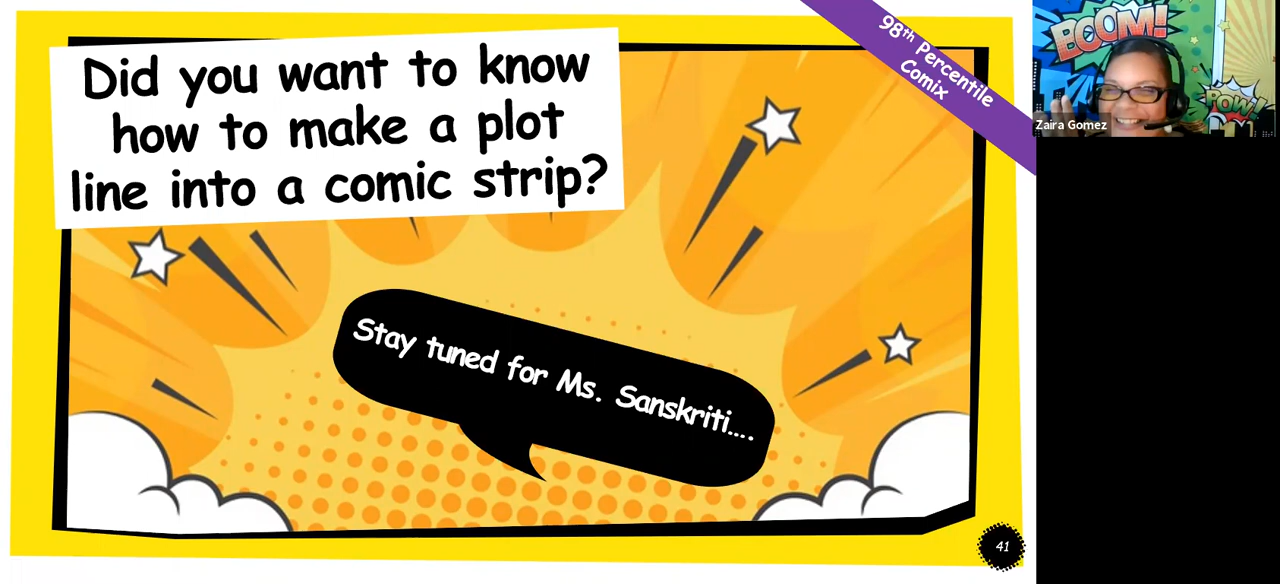 Did you want to know
how to make a plot
line into a comic strip?
98th Percentile
Comix
BOOM!
Zaira Gomez
POW!
Stay tuned for Ms. Sanskriti....
41